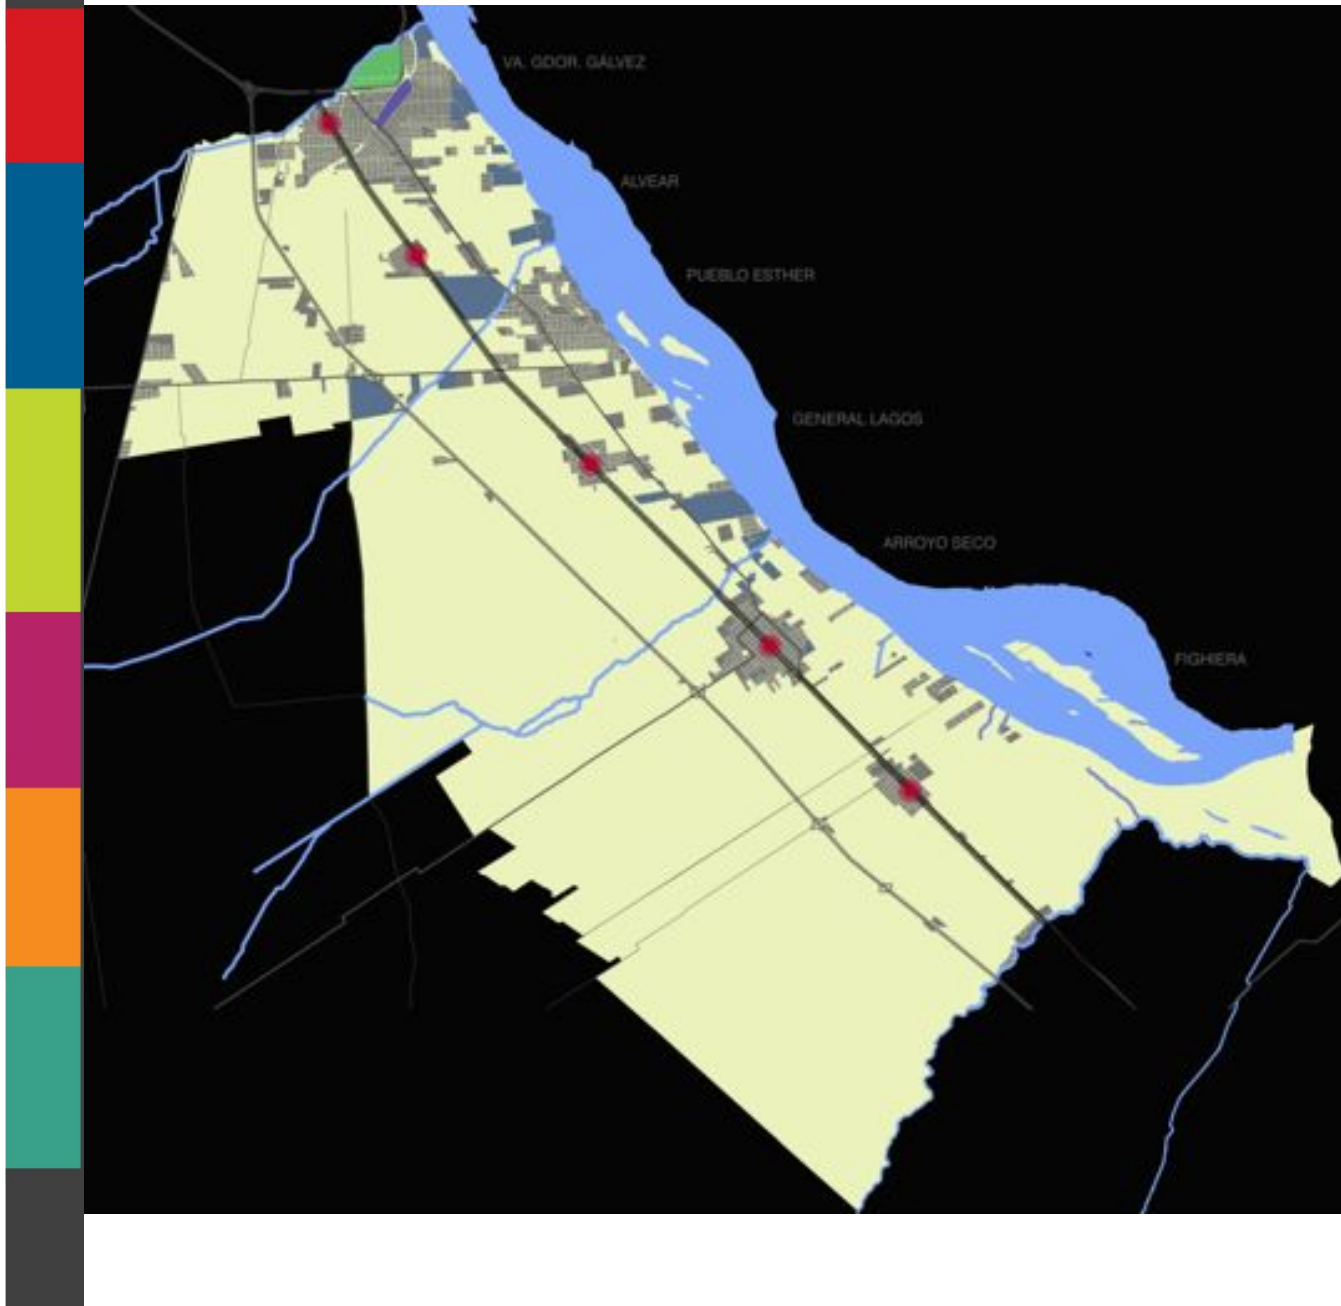 VA. GDOR. GÁLVEZ
ALVEAR
PUEBLO ESTHER
GENERAL LAGOS
ARROYO SECO
FIGHIERA